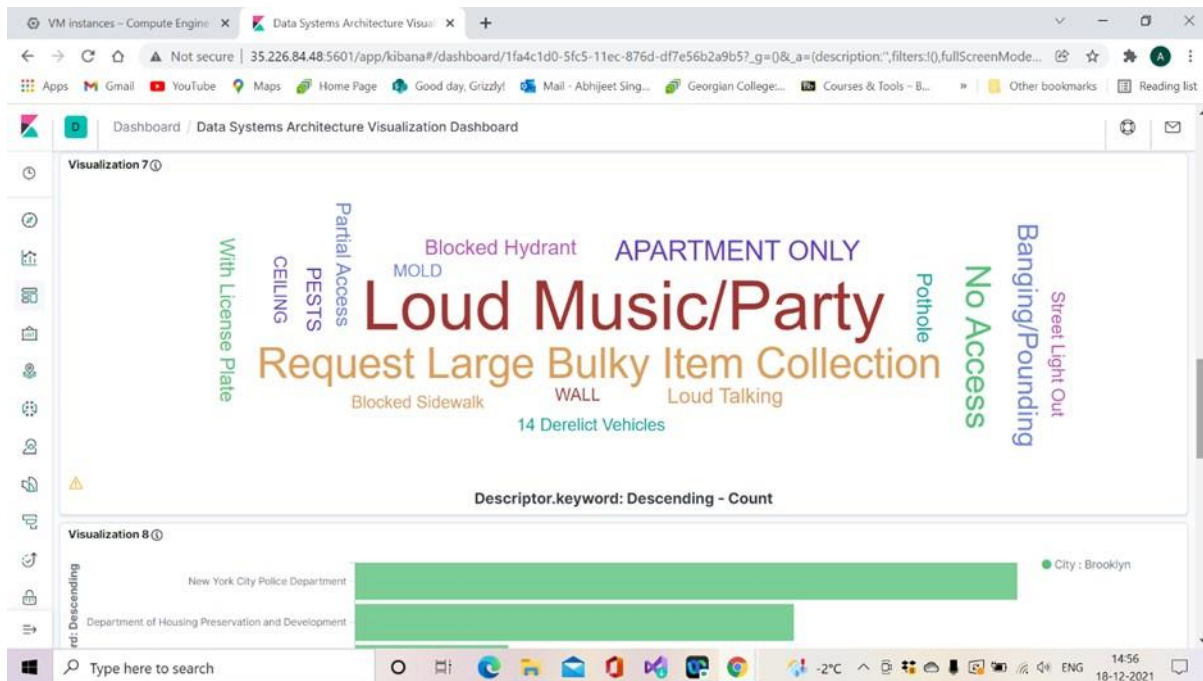 VM instances – Compute Engine
Data Systems Architecture Visual
Not secure | 35.226.84.48:5601/app/kibana#/dashboard/1fa4c1d0-5fc5-11ec-876d-df7e56b2a9b5?_g=()&_a=(description:'',filters:!(),fullScreenMode...
A
Apps
Gmail
YouTube
Maps
Home Page
Good day, Grizzly!
Mail - Abhijeet Sing...
Georgian College:...
Courses & Tools – B...
»
Other bookmarks
Reading list
D
Dashboard / Data Systems Architecture Visualization Dashboard
Visualization 7
With License Plate
CEILING
PESTS
Partial Access
Blocked Hydrant
MOLD
APARTMENT ONLY
Loud Music/Party
Request Large Bulky Item Collection
Blocked Sidewalk
WALL
Loud Talking
14 Derelict Vehicles
Pothole
No Access
Banging/Pounding
Street Light Out
Descriptor.keyword: Descending - Count
Visualization 8
rd: Descending
New York City Police Department
Department of Housing Preservation and Development
City : Brooklyn
Type here to search
-2°C
ENG
14:56
18-12-2021